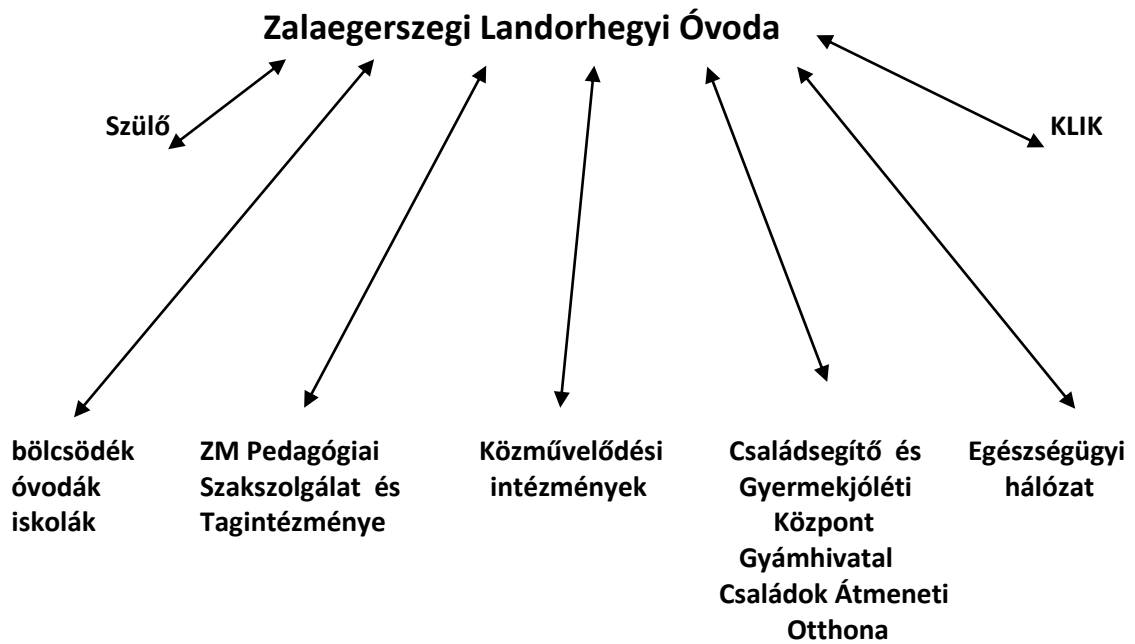 Zalaegerszegi Landorhegyi Óvoda
Szülő
KLIK
bölcsödék
óvodák
iskolák
ZM Pedagógiai
Szakszolgálat és
Tagintézménye
Közművelődési
intézmények
Családsegítő és
Gyermekjóléti
Központ
Gyámhivatal
Családok Átmeneti
Otthona
Egészségügyi
hálózat